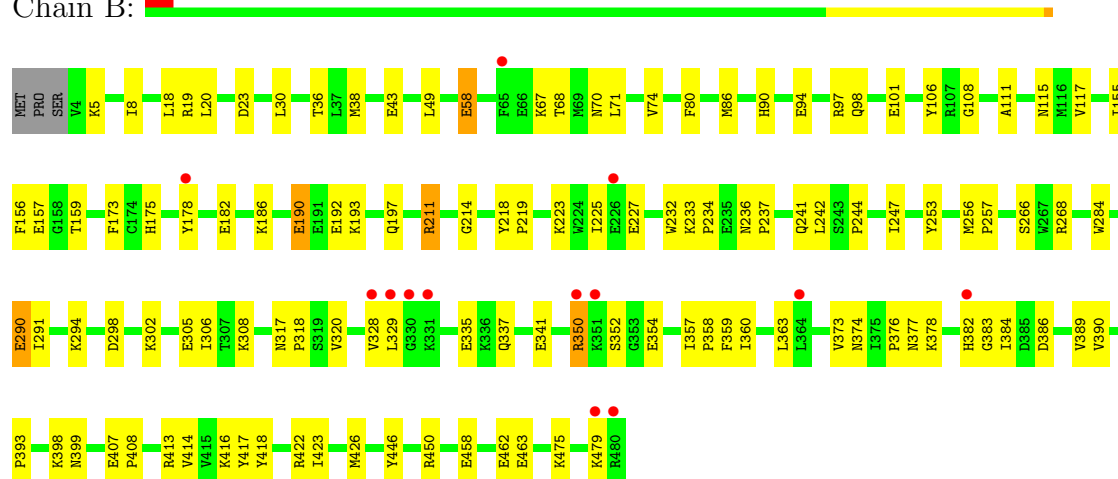 Chain B:
MET PRO SER V4 K5 I8 L18 R19 L20 D23 L30 T36 L37 M38 E43 L49 E58 F65 E66 K67 T68 M69 N70 L71 V74 F80 M86 H90 E94 R97 Q98 E101 Y106 R107 G108 A111 N115 M116 V117 I155
F156 E157 G158 T159 F173 C174 H175 Y178 E182 K186 E190 E191 E192 K193 Q197 R211 G214 Y218 P219 K223 W224 I225 E226 E227 W232 K233 P234 E235 N236 P237 Q241 L242 S243 P244 I247 Y253 M256 P257 S266 W267 R268 W284
E290 I291 K294 D298 K302 E305 I306 T307 K308 N317 P318 S319 V320 V328 L329 G330 K331 E335 K336 Q337 E341 R350 K351 S352 G353 E354 I357 P358 F359 I360 L363 L364 V373 N374 I375 P376 N377 K378 H382 G383 I384 D385 D386 V389 V390
P393 K398 N399 E407 P408 R413 V414 V415 K416 Y417 Y418 R422 I423 M426 Y446 R450 E458 E462 E463 K475 K479 R480